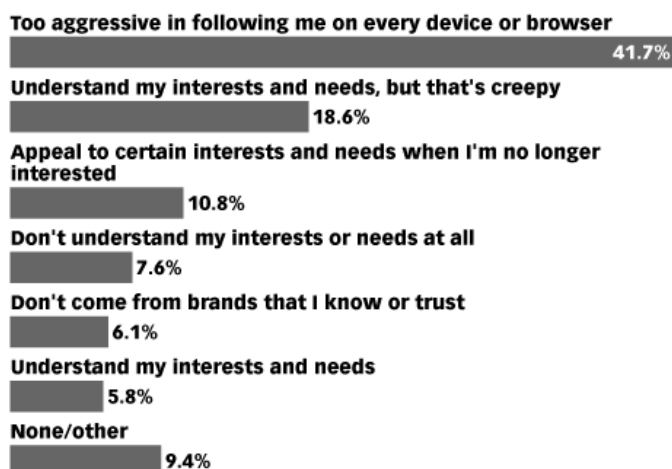 Too aggressive in following me on every device or browser
41.7%
Understand my interests and needs, but that's creepy
18.6%
Appeal to certain interests and needs when I'm no longer
interested
10.8%
Don't understand my interests or needs at all
7.6%
Don't come from brands that I know or trust
6.1%
Understand my interests and needs
5.8%
None/other
9.4%